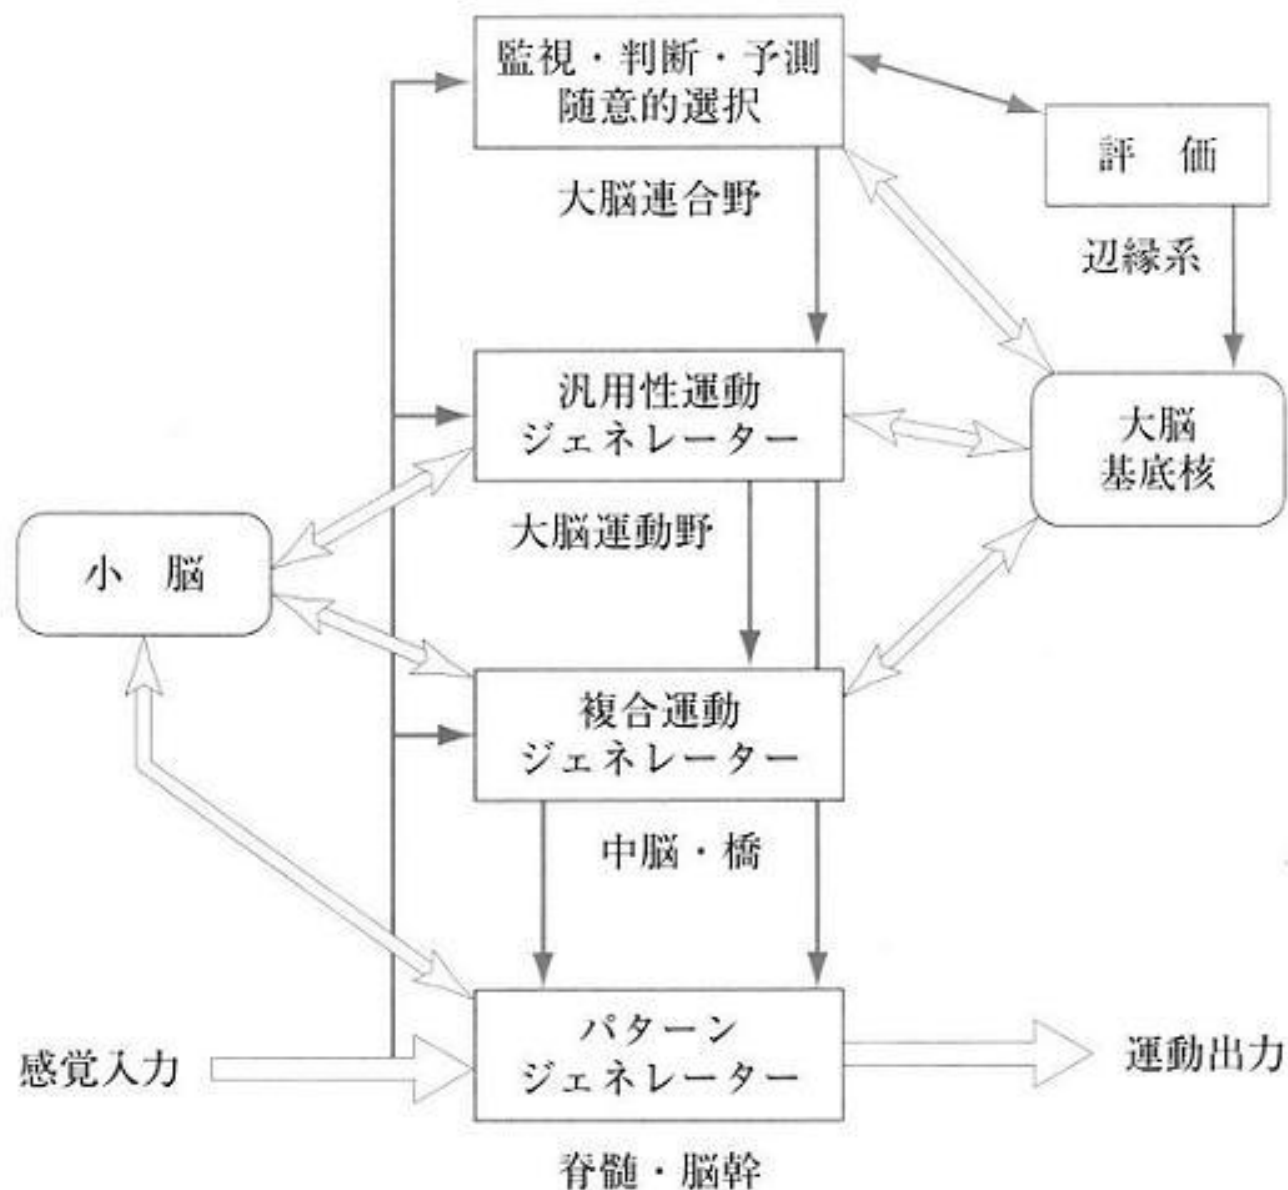 監視・判断・予測
随意的選択
大脳連合野
評 価
辺縁系
汎用性運動
ジェネレーター
大脳運動野
大脳
基底核
小 脳
複合運動
ジェネレーター
中脳・橋
感覚入力
パターン
ジェネレーター
運動出力
脊髄・脳幹